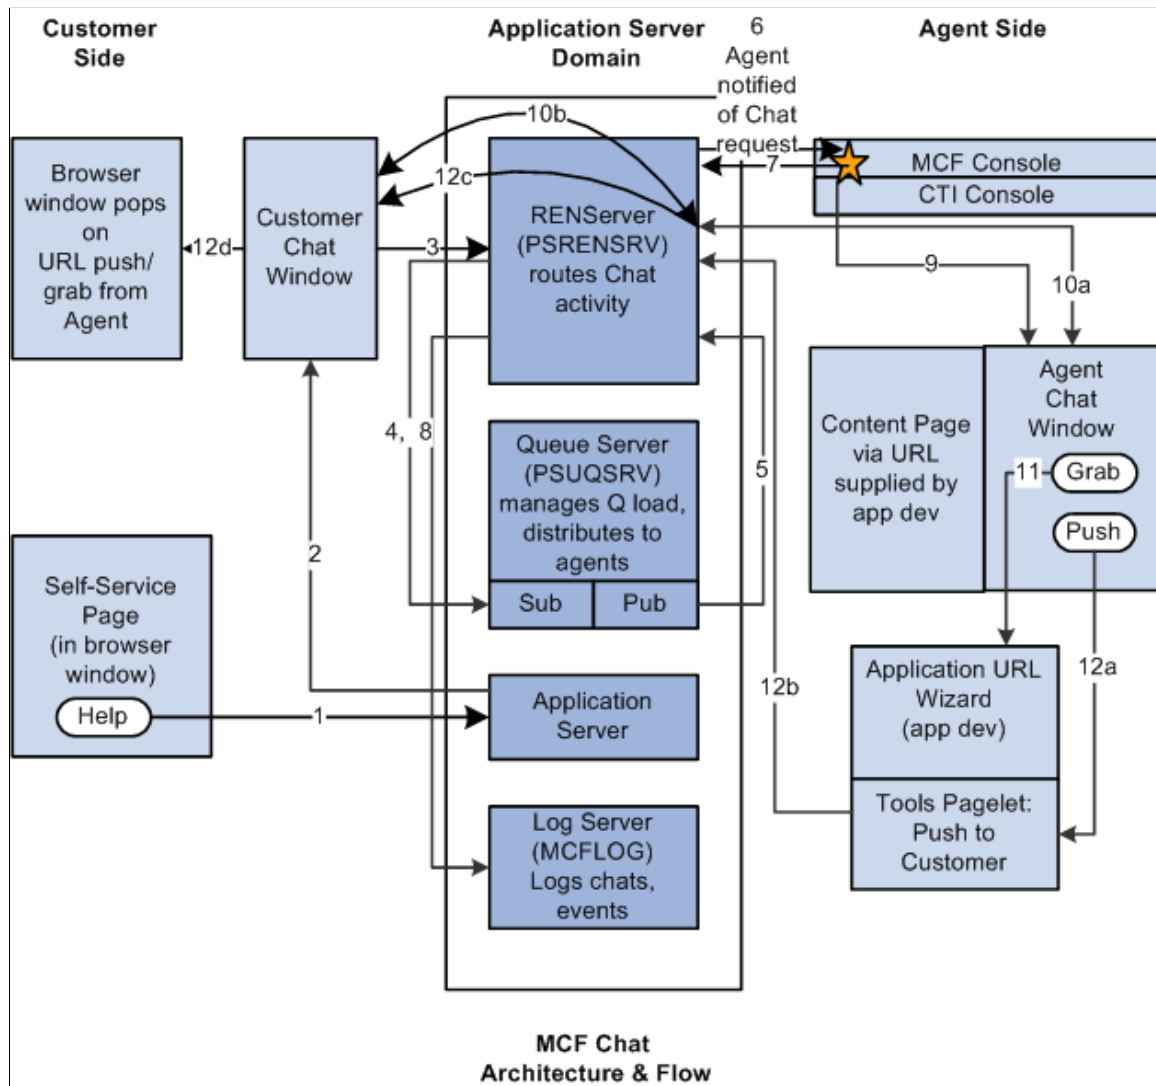 Customer
Side
Application Server
Domain
6
Agent
notified
of Chat
request
Agent Side
Browser
window pops
on
URL push/
grab from
Agent
12d
Customer
Chat
Window
10b
12c
3
RENServer
(PSRENSRV)
routes Chat
activity
7
MCF Console
CTI Console
9
10a
4, 8
Queue Server
(PSUQSRV)
manages Q load,
distributes to
agents
Sub
Pub
5
Content Page
via URL
supplied by
app dev
Agent
Chat
Window
Grab
Push
11
2
Self-Service
Page
(in browser
window)
Help
1
Application
Server
12b
Application URL
Wizard
(app dev)
12a
Tools Pagelet:
Push to
Customer
Log Server
(MCFLOG)
Logs chats,
events
MCF Chat
Architecture & Flow